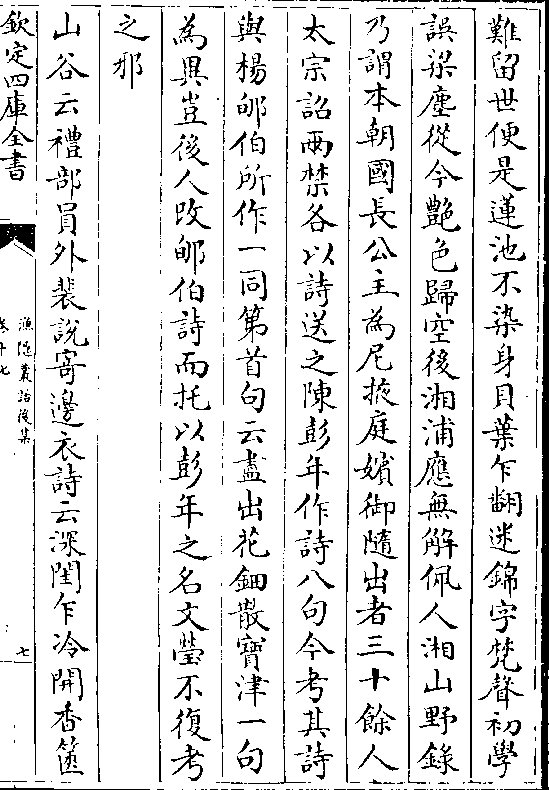 難留世便是蓮池不染身貝葉乍翻迷錦字梵聲初學
誤梁塵從今艷色歸空後湘浦應無解佩人湘山野錄
乃謂本朝國長公主為尼掖庭嬪御隨出者三十餘人
太宗詔兩禁各以詩送之陳彭年作詩八句今考其詩
與楊郇伯所作一同第首句云盡出花鈿散寶津一句
為異豈後人改郇伯詩而托以彭年之名文瑩不復考
之邪
山谷云禮部員外裴說寄邊衣詩云深閨乍冷開香篋
欽定四庫全書
漁隱叢話後集
卷十七
七